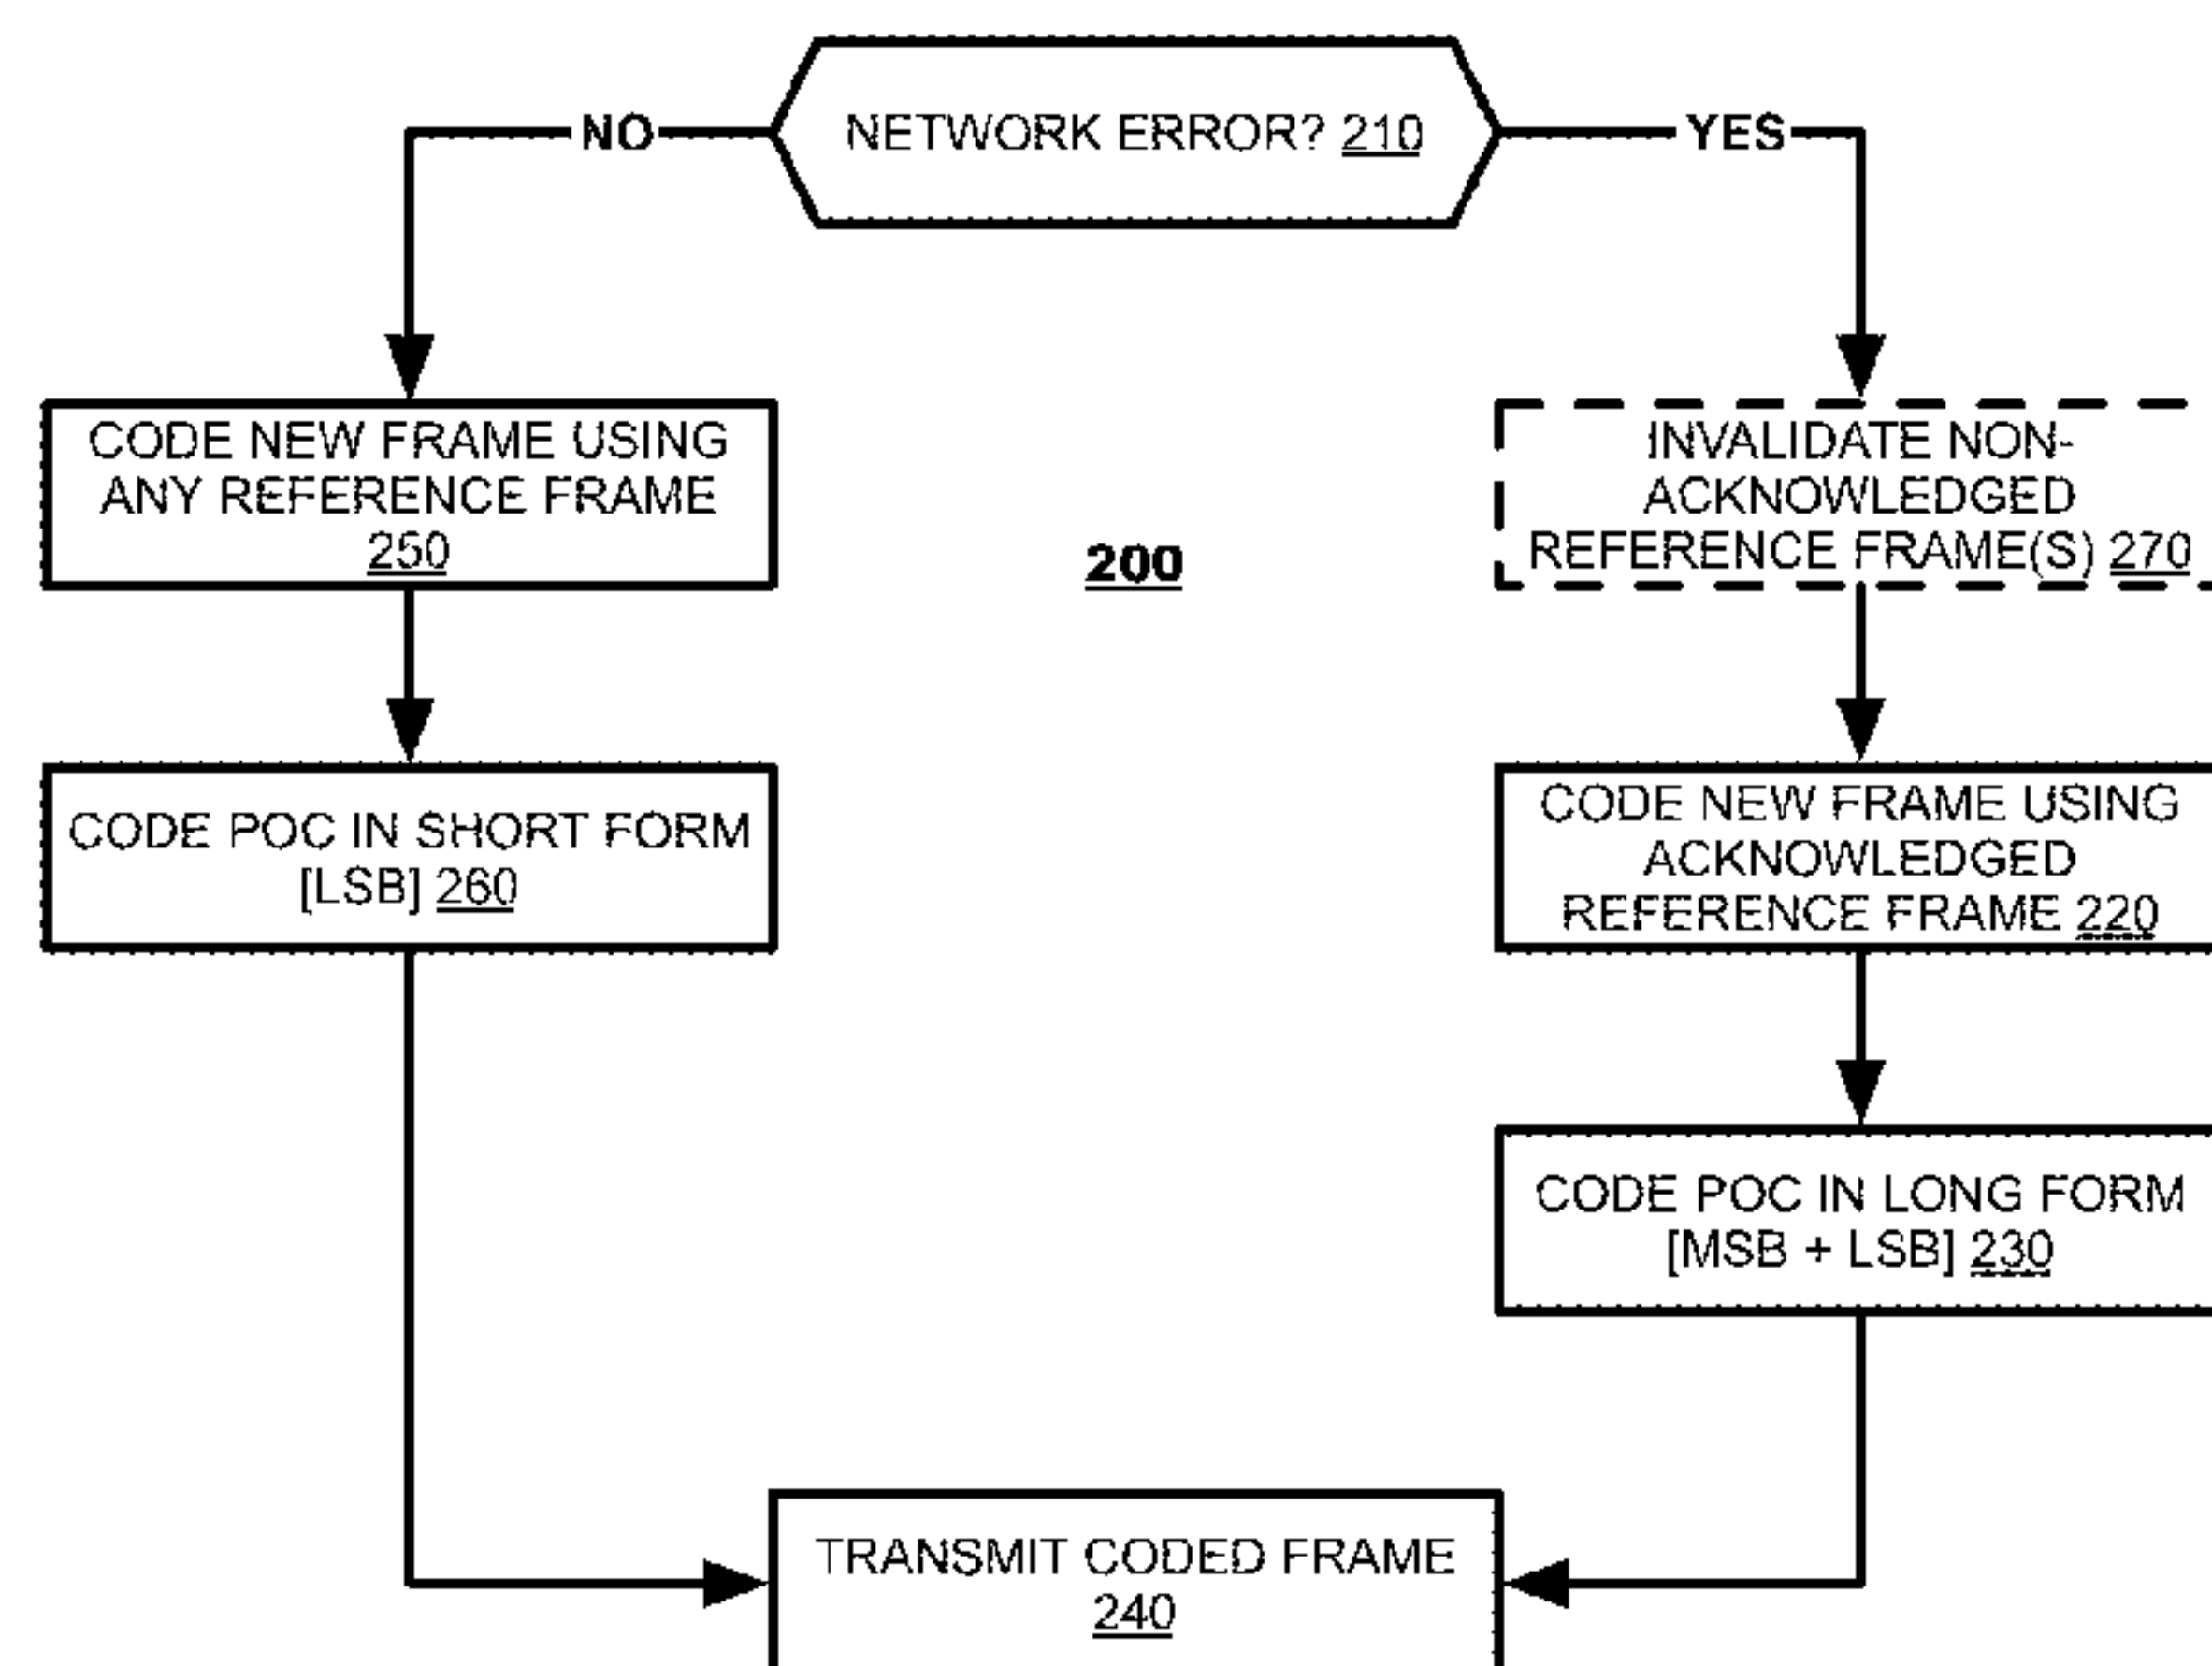 NETWORK ERROR? 210
NO
YES
CODE NEW FRAME USING
ANY REFERENCE FRAME
250
INVALIDATE NON-
ACKNOWLEDGED
REFERENCE FRAME(S) 270
200
CODE POC IN SHORT FORM
[LSB] 260
CODE NEW FRAME USING
ACKNOWLEDGED
REFERENCE FRAME 220
CODE POC IN LONG FORM
[MSB + LSB] 230
TRANSMIT CODED FRAME
240